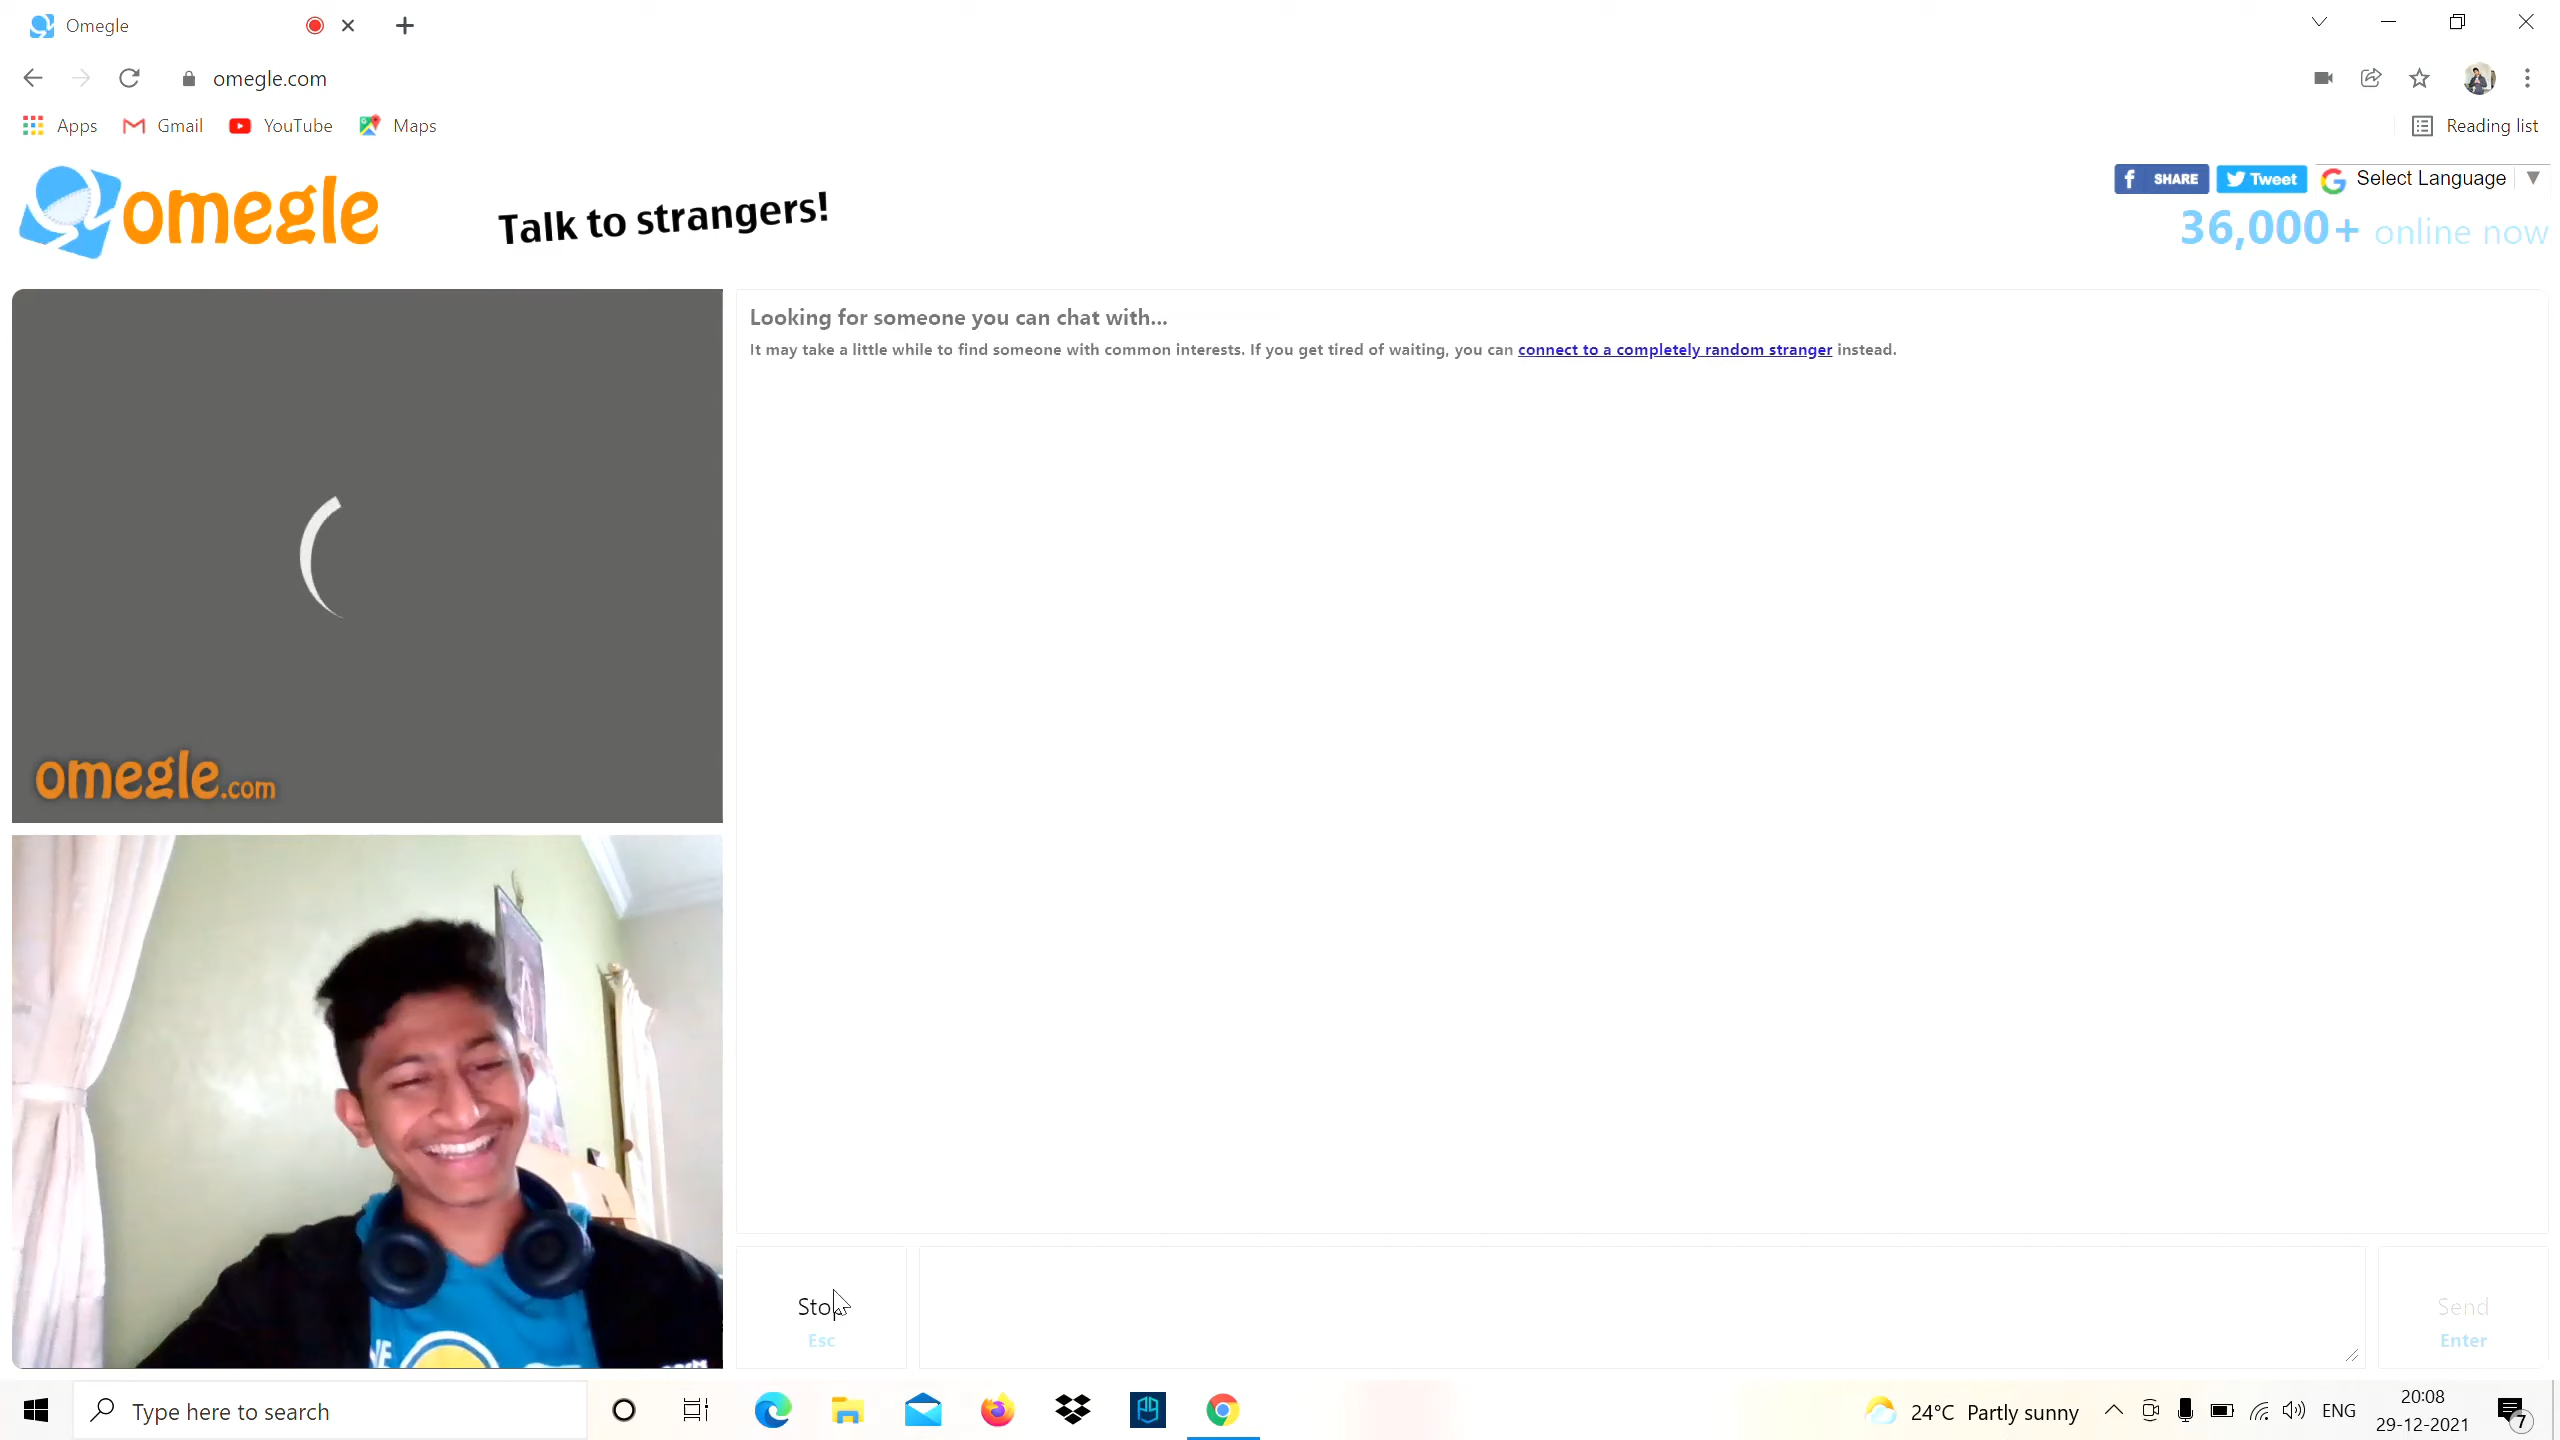 Omegle
omegle.com
Apps Gmail YouTube Maps Reading list
omegle Talk to strangers!
SHARE Tweet Select Language
36,000+ online now
Looking for someone you can chat with...
It may take a little while to find someone with common interests. If you get tired of waiting, you can connect to a completely random stranger instead.
omegle.com
Stop
Esc
Send
Enter
Type here to search
24°C Partly sunny
ENG
20:08
29-12-2021
7